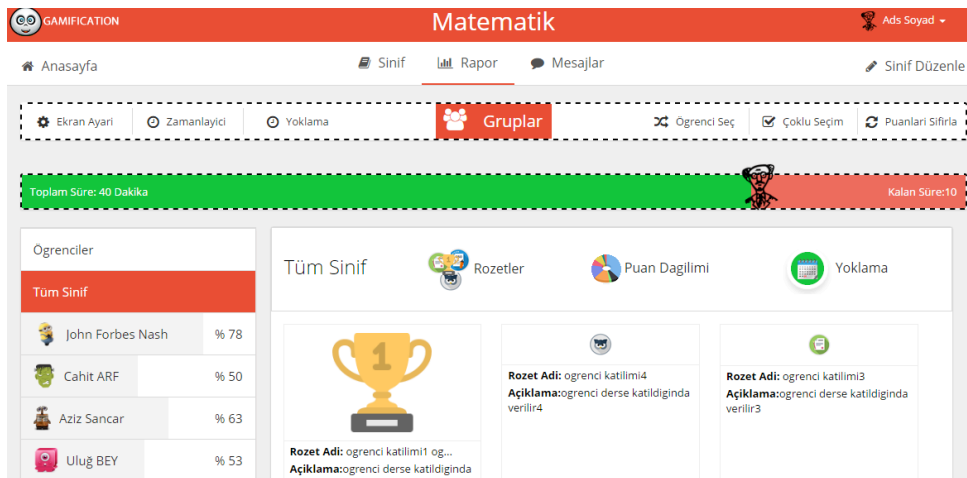 GAMIFICATION
Matematik
Ads Soyad
Anasayfa
Sinif
Rapor
Mesajlar
Sinif Düzenle
Ekran Ayari
Zamanlayici
Yoklama
Gruplar
Ögrenci Seç
Çoklu Seçim
Puanlari Sifirla
Toplam Süre: 40 Dakika
Kalan Süre:10
Ögrenciler
Tüm Sinif
John Forbes Nash % 78
Cahit ARF % 50
Aziz Sancar % 63
Uluğ BEY % 53
Tüm Sinif
Rozetler
Puan Dagilimi
Yoklama
1
Rozet Adi: ogrenci katilimi1 og...
Açiklama:ogrenci derse katildiginda
Rozet Adi: ogrenci katilimi4
Açiklama:ogrenci derse katildiginda
verilir4
Rozet Adi: ogrenci katilimi3
Açiklama:ogrenci derse katildiginda
verilir3